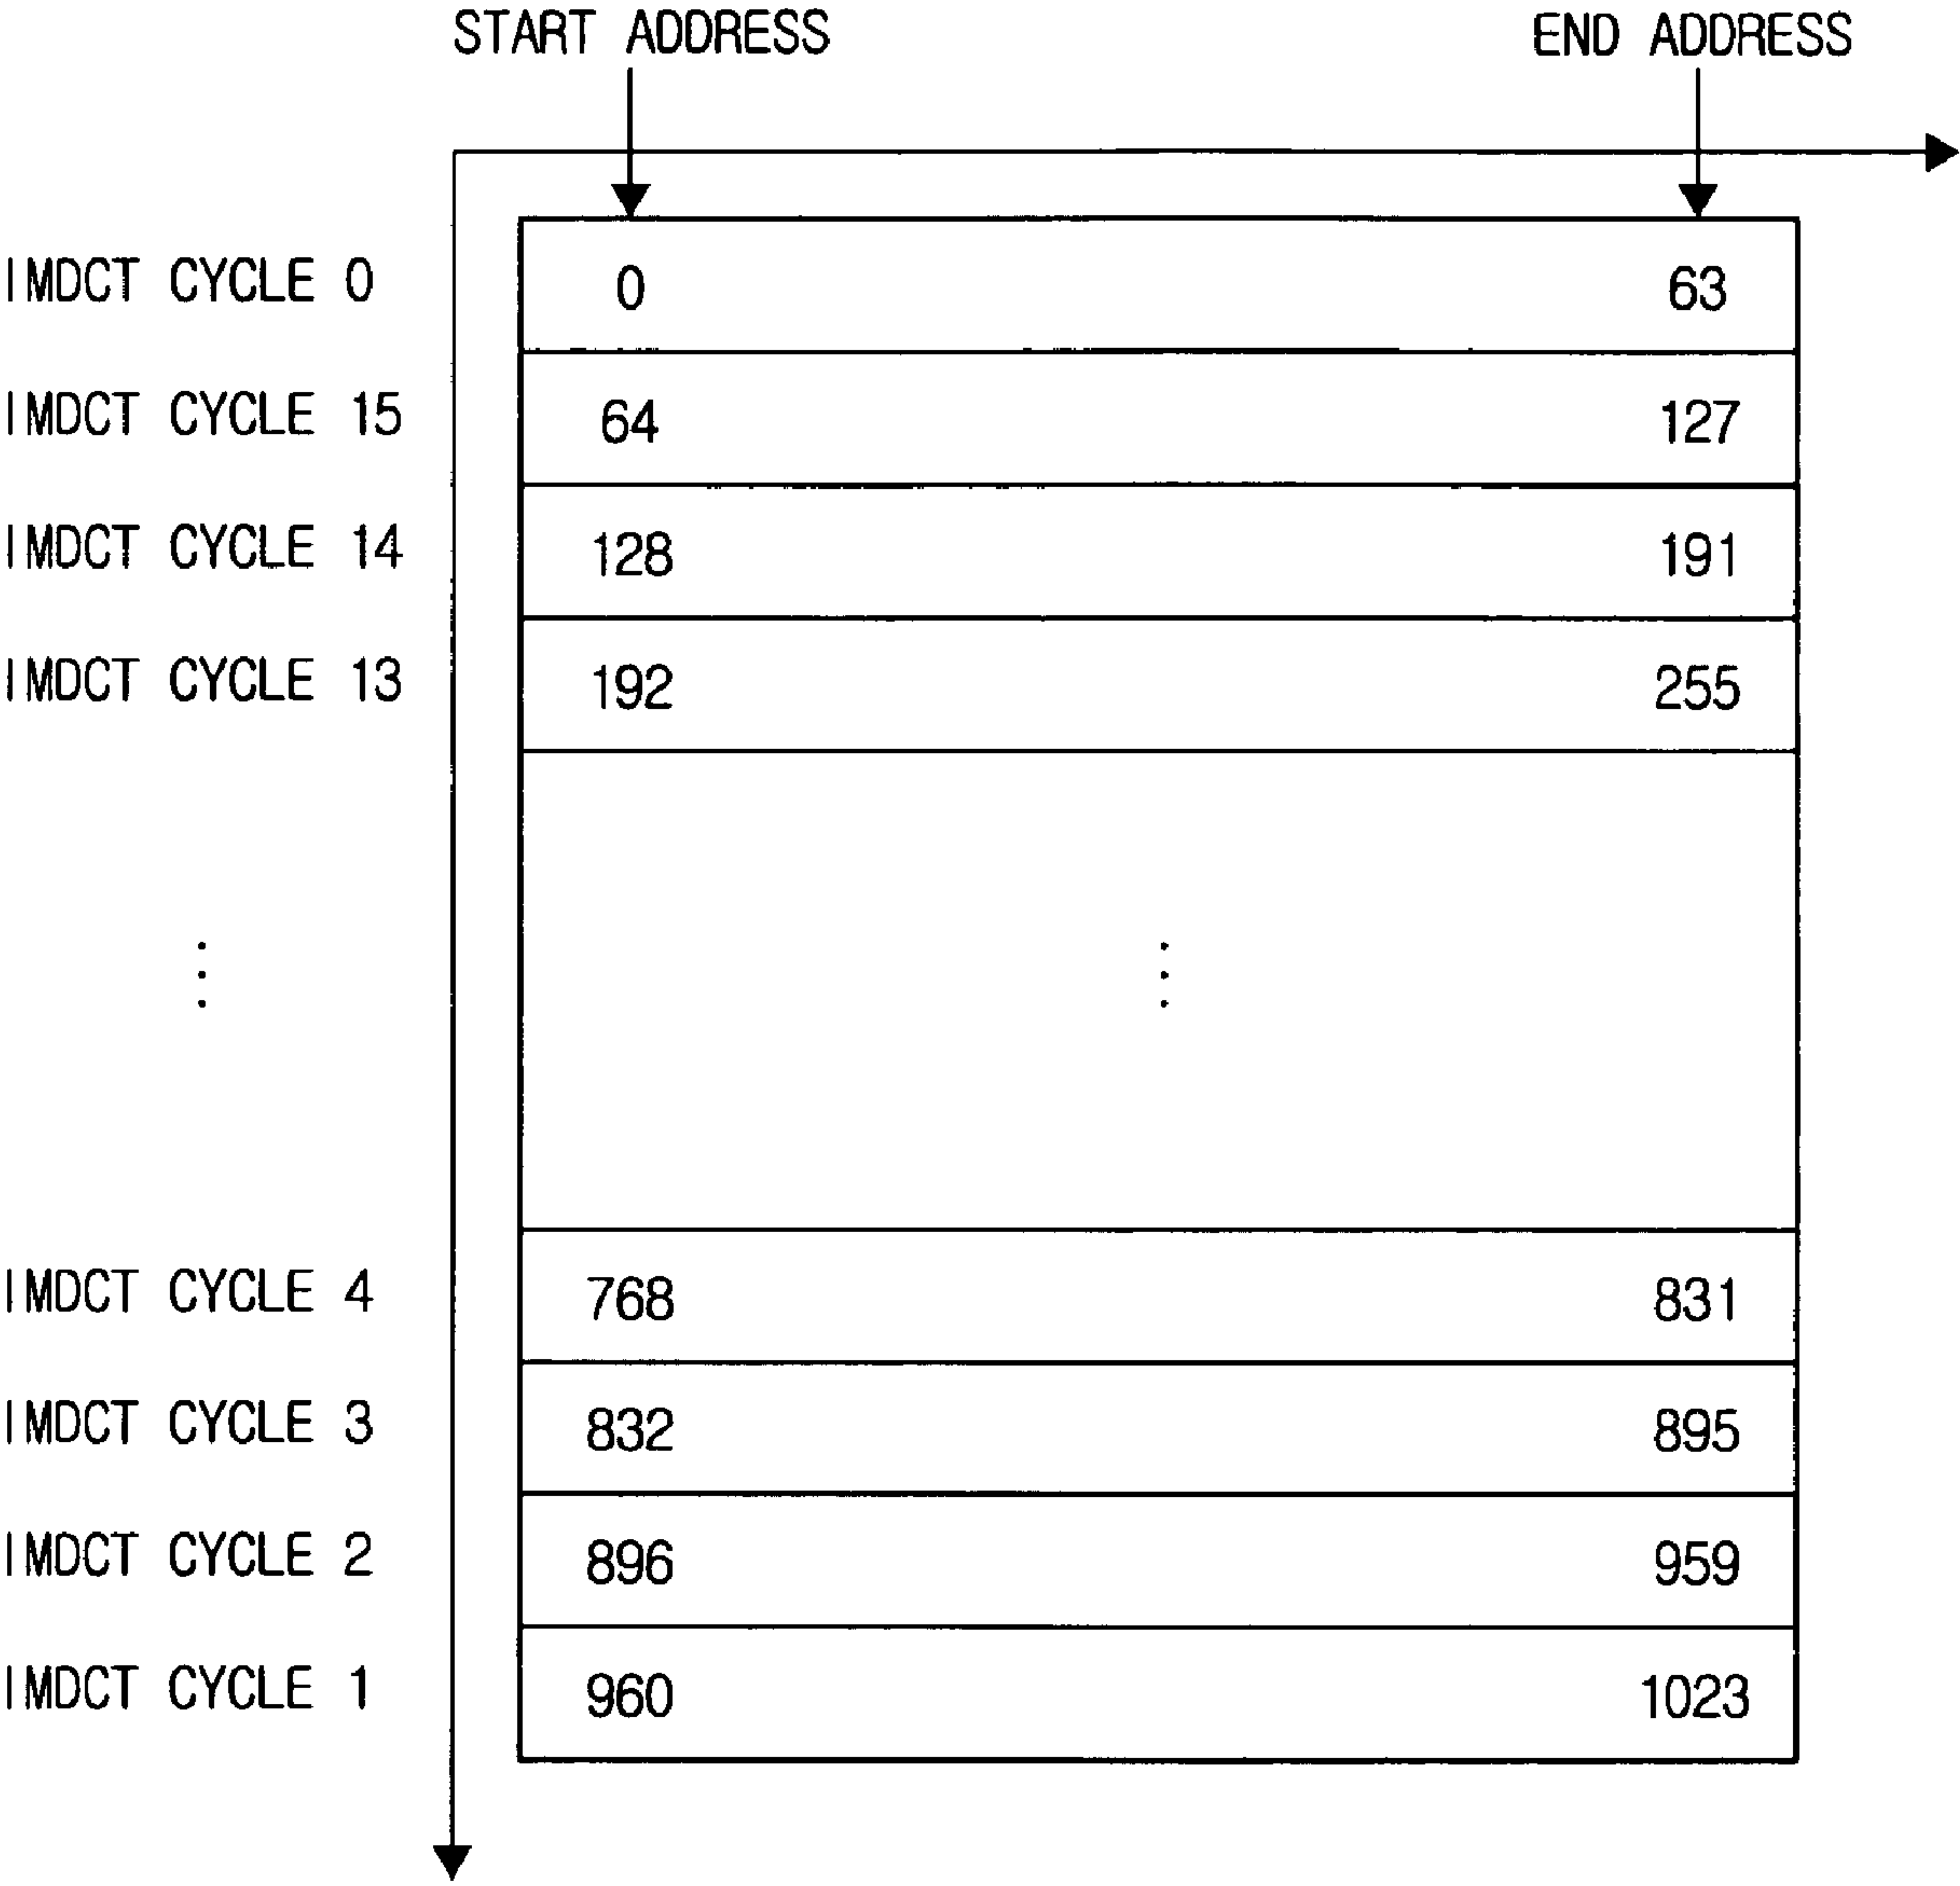 START ADDRESS END ADDRESS
IMDCT CYCLE 0 0 63
IMDCT CYCLE 15 64 127
IMDCT CYCLE 14 128 191
IMDCT CYCLE 13 192 255
⋮ ⋮
IMDCT CYCLE 4 768 831
IMDCT CYCLE 3 832 895
IMDCT CYCLE 2 896 959
IMDCT CYCLE 1 960 1023